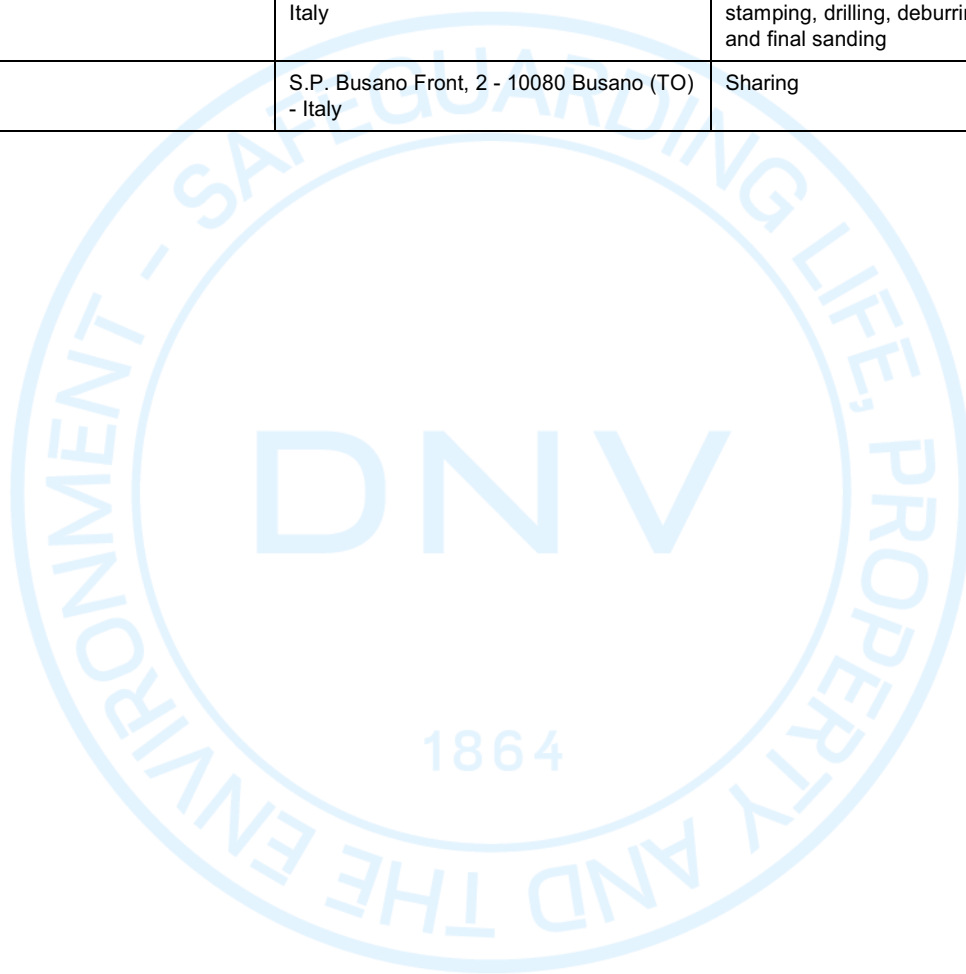 Italy
stamping, drilling, deburri
and final sanding
S.P. Busano Front, 2 - 10080 Busano (TO)
- Italy
Sharing
SAFEGUARDING LIFE, PROPERTY AND THE ENVIRONMENT -
DNV
1864